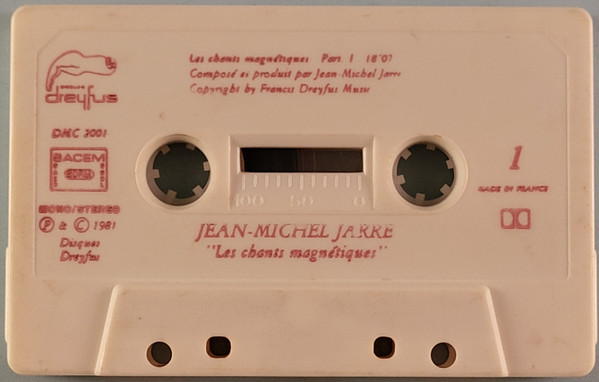 Les chants magnétiques Part. I 18'07
Composé et produit par Jean-Michel Jarre
Copyright by Francis Dreyfus Music
disques
dreyfus
DMC 3001
SACEM
1
MADE IN FRANCE
MONO/STEREO
Ⓟ & © 1981
Disques
Dreyfus
100 50 0
JEAN-MICHEL JARRE
"Les chants magnétiques"